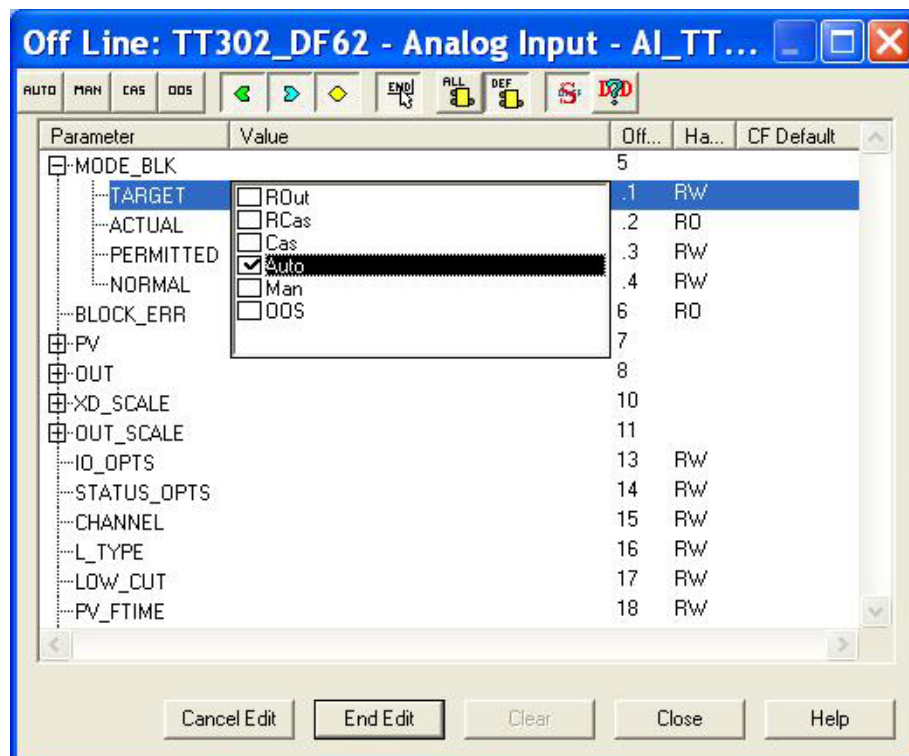 Off Line: TT302_DF62 - Analog Input - AI_TT...
AUTO MAN CAS OOS END ALL DEF
Parameter Value Off... Ha... CF Default
MODE_BLK 5
TARGET .1 RW
ROut
ACTUAL .2 RO
RCas
Cas
PERMITTED .3 RW
Auto
NORMAL .4 RW
Man
BLOCK_ERR 6 RO
OOS
PV 7
OUT 8
XD_SCALE 10
OUT_SCALE 11
IO_OPTS 13 RW
STATUS_OPTS 14 RW
CHANNEL 15 RW
L_TYPE 16 RW
LOW_CUT 17 RW
PV_FTIME 18 RW
Cancel Edit End Edit Clear Close Help